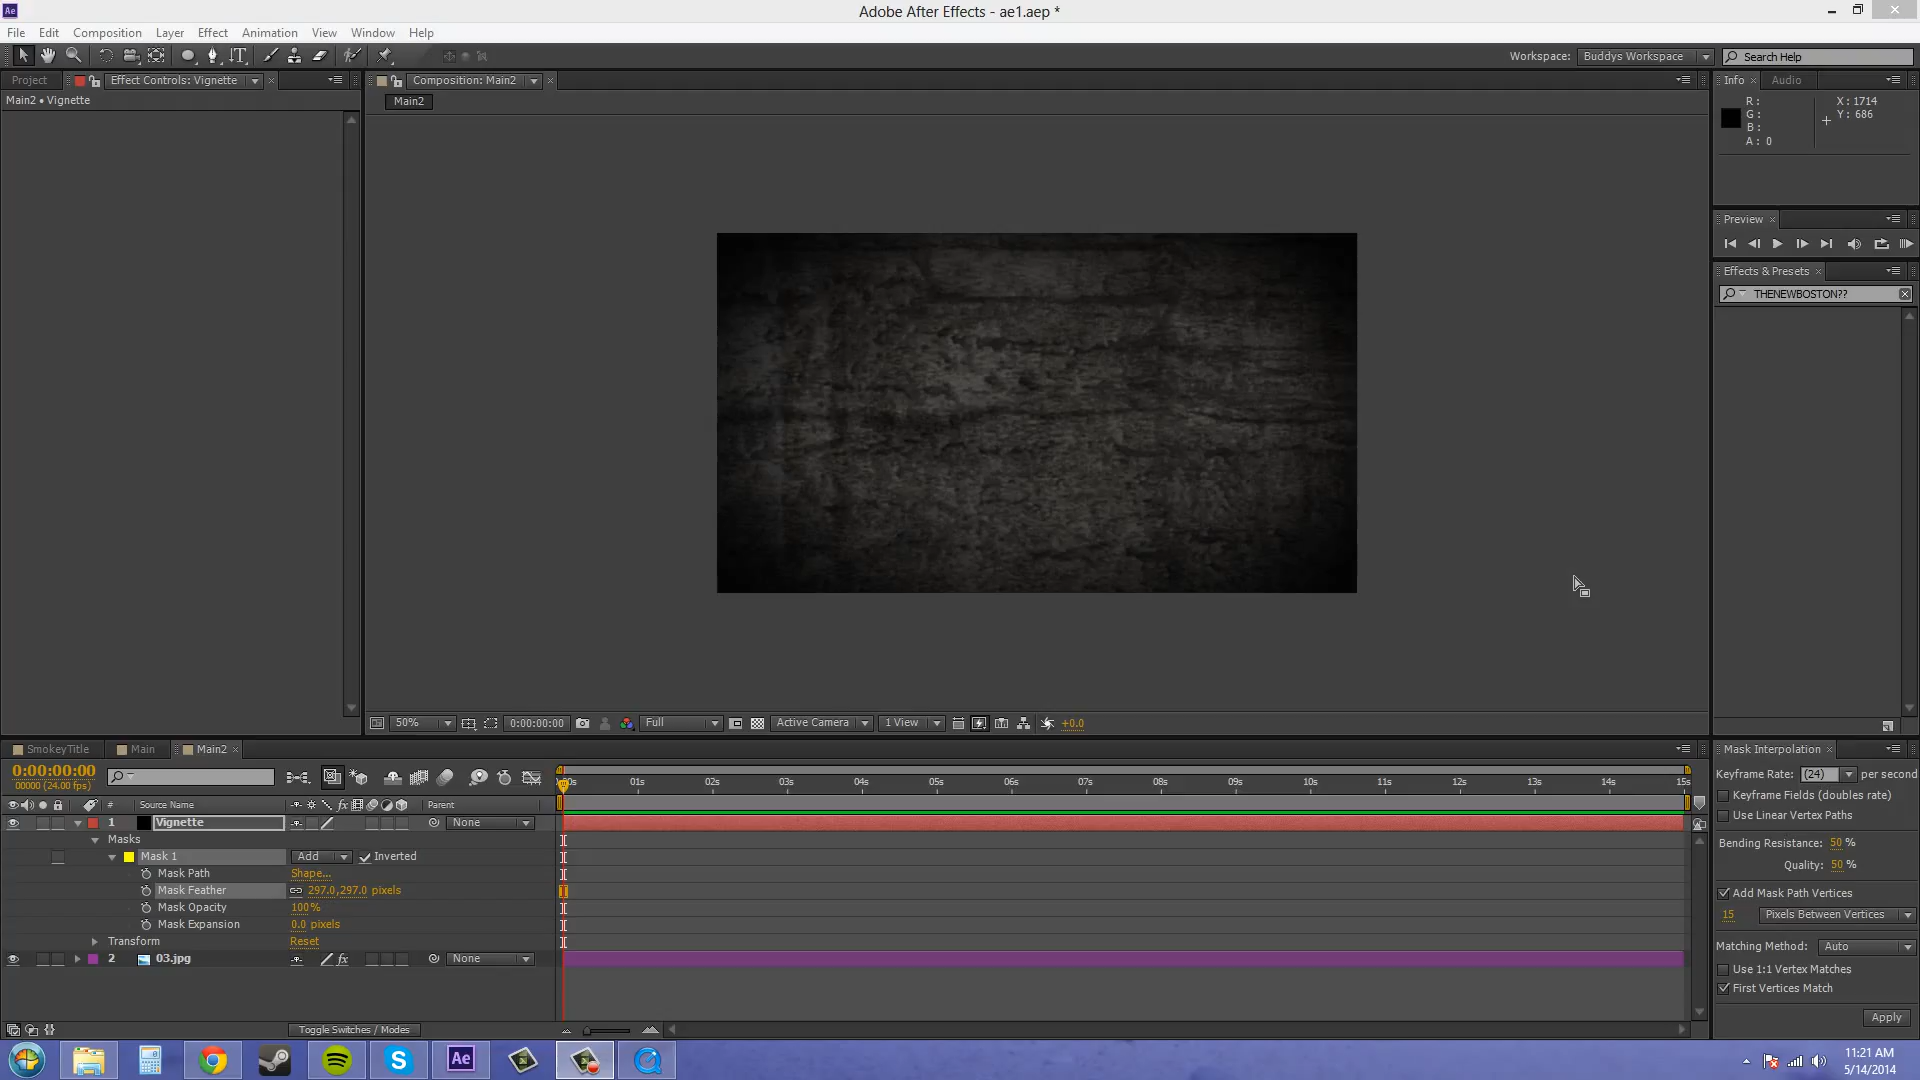 Adobe After Effects - ae1.aep *
File Edit Composition Layer Effect Animation View Window Help
Workspace: Buddys Workspace Search Help
Project Effect Controls: Vignette Composition: Main2 Info Audio
Main2 • Vignette
Main2
R:
G:
B:
A: 0
X: 1714
Y: 686
Preview
Effects & Presets
THENEWBOSTON??
50% 0:00:00:00 Full Active Camera 1 View +0.0
SmokeyTitle Main Main2
0:00:00:00
00000 (24.00 fps)
01s 02s 03s 04s 05s 06s 07s 08s 09s 10s 11s 12s 13s 14s 15s
# Source Name fx Parent
1 Vignette None
Masks
Mask 1 Add Inverted
Mask Path Shape...
Mask Feather 297.0,297.0 pixels
Mask Opacity 100%
Mask Expansion 0.0 pixels
Transform Reset
2 03.jpg fx None
Toggle Switches / Modes
Mask Interpolation
Keyframe Rate: (24) per second
Keyframe Fields (doubles rate)
Use Linear Vertex Paths
Bending Resistance: 50 %
Quality: 50 %
Add Mask Path Vertices
15 Pixels Between Vertices
Matching Method: Auto
Use 1:1 Vertex Matches
First Vertices Match
Apply
Ae
11:21 AM
5/14/2014